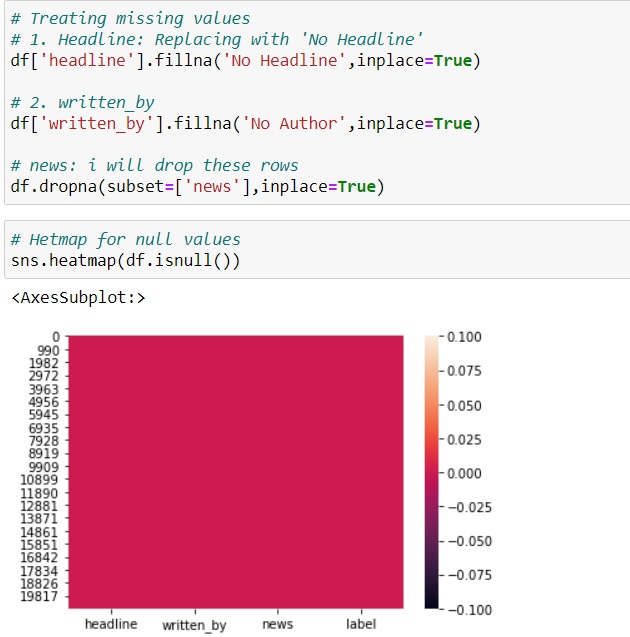 # Treating missing values
# 1. Headline: Replacing with 'No Headline'
df['headline'].fillna('No Headline',inplace=True)
# 2. written_by
df['written_by'].fillna('No Author',inplace=True)
# news: i will drop these rows
df.dropna(subset=['news'],inplace=True)
# Hetmap for null values
sns.heatmap(df.isnull())
<AxesSubplot:>
0
990
1982
2972
3963
4956
5945
6935
7928
8919
9909
10899
11890
12881
13871
14861
15851
16842
17834
18826
19817
headline written_by news label
0.100
0.075
0.050
0.025
0.000
−0.025
−0.050
−0.075
−0.100